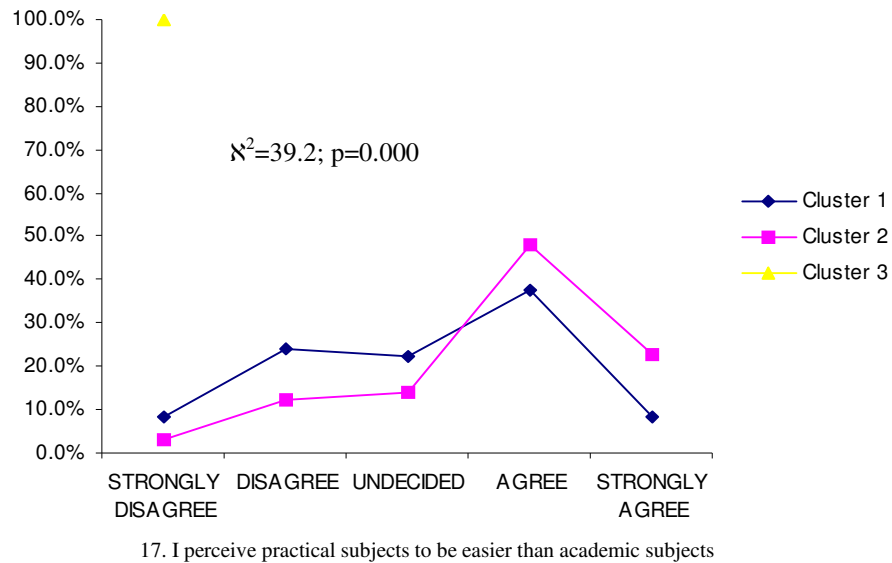 100.0%
90.0%
80.0%
70.0%
60.0%
50.0%
40.0%
30.0%
20.0%
10.0%
0.0%
ℵ²=39.2; p=0.000
Cluster 1
Cluster 2
Cluster 3
STRONGLY DISAGREE
DISAGREE
UNDECIDED
AGREE
STRONGLY AGREE
17. I perceive practical subjects to be easier than academic subjects